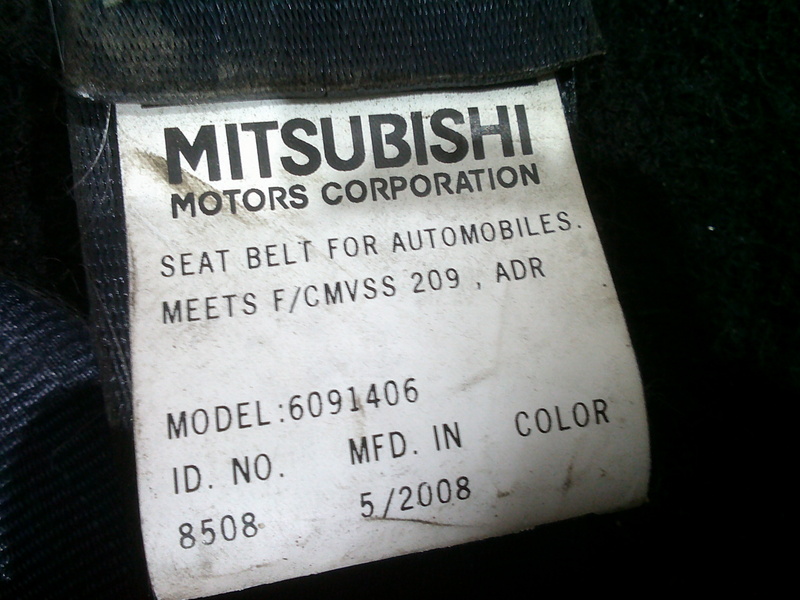 MITSUBISHI
MOTORS CORPORATION
SEAT BELT FOR AUTOMOBILES.
MEETS F/CMVSS 209 , ADR
MODEL:6091406
ID. NO. MFD. IN COLOR
8508 5/2008